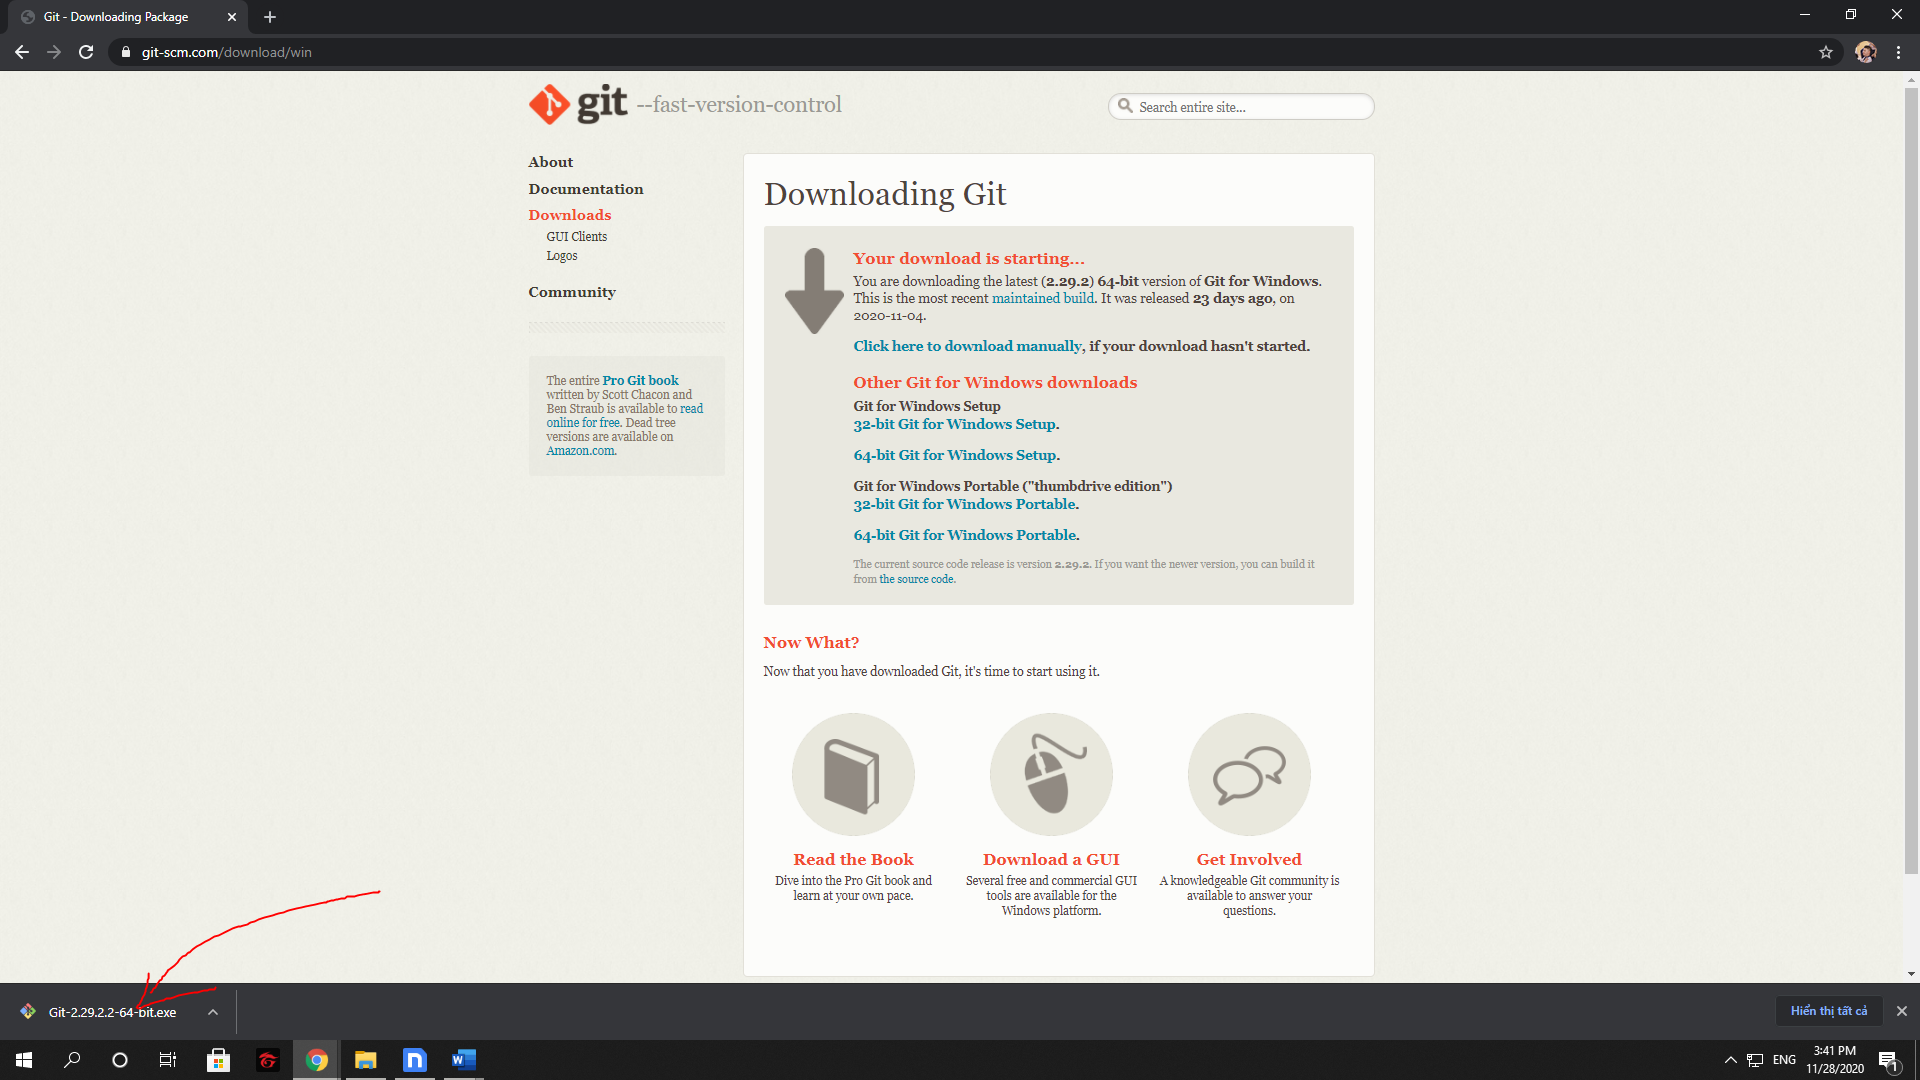 Git - Downloading Package
git-scm.com/download/win
git --fast-version-control
Search entire site...
About
Documentation
Downloads
GUI Clients
Logos
Community
The entire Pro Git book
written by Scott Chacon and
Ben Straub is available to read
online for free. Dead tree
versions are available on
Amazon.com.
Downloading Git
Your download is starting...
You are downloading the latest (2.29.2) 64-bit version of Git for Windows.
This is the most recent maintained build. It was released 23 days ago, on
2020-11-04.
Click here to download manually, if your download hasn't started.
Other Git for Windows downloads
Git for Windows Setup
32-bit Git for Windows Setup.
64-bit Git for Windows Setup.
Git for Windows Portable ("thumbdrive edition")
32-bit Git for Windows Portable.
64-bit Git for Windows Portable.
The current source code release is version 2.29.2. If you want the newer version, you can build it
from the source code.
Now What?
Now that you have downloaded Git, it's time to start using it.
Read the Book
Dive into the Pro Git book and
learn at your own pace.
Download a GUI
Several free and commercial GUI
tools are available for the
Windows platform.
Get Involved
A knowledgeable Git community is
available to answer your
questions.
Git-2.29.2.2-64-bit.exe
Hiển thị tất cả
n
W
ENG
3:41 PM
11/28/2020
1